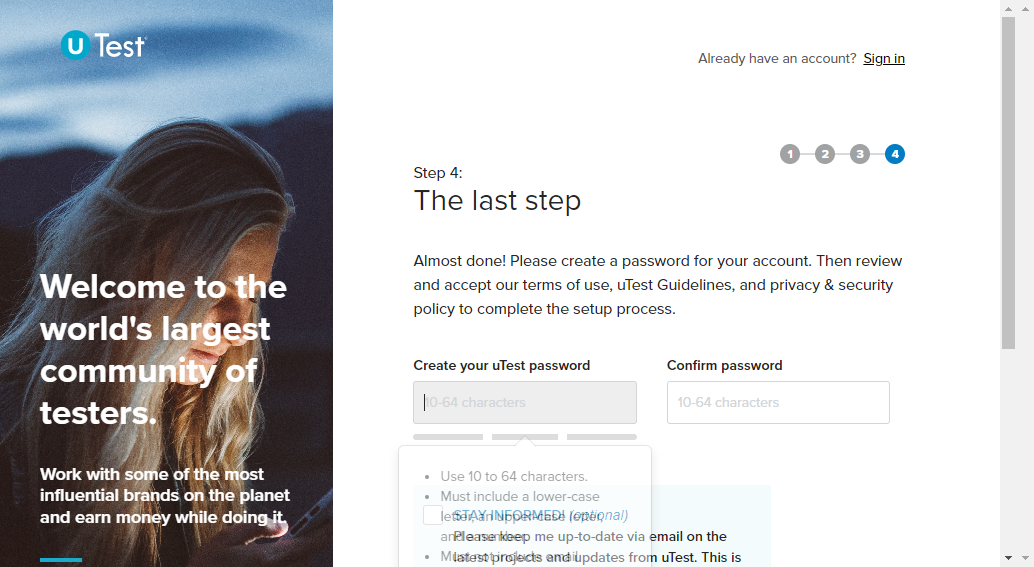 U Test
Already have an account? Sign in
1 2 3 4
Step 4:
The last step
Almost done! Please create a password for your account. Then review
and accept our terms of use, uTest Guidelines, and privacy & security
policy to complete the setup process.
Create your uTest password
Confirm password
10-64 characters
10-64 characters
Use 10 to 64 characters.
Must include a lower-case
letter, an upper-case letter,
and a number.
Must not include email
STAY INFORMED! (optional)
Please keep me up-to-date via email on the
latest projects and updates from uTest. This is
Welcome to the
world's largest
community of
testers.
Work with some of the most
influential brands on the planet
and earn money while doing it.